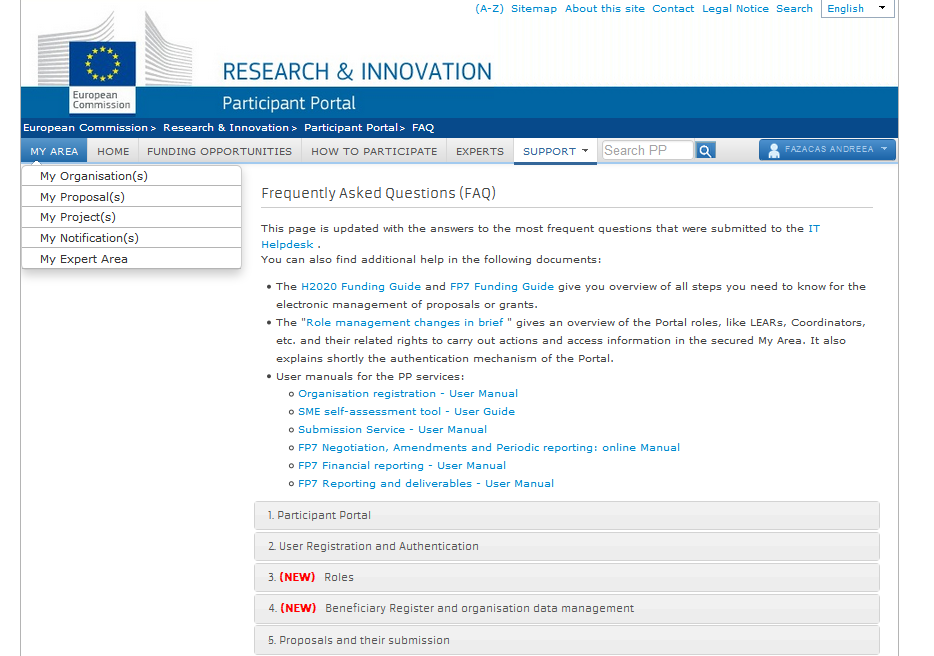 (A-Z) Sitemap About this site Contact Legal Notice Search English
European
Commission
RESEARCH & INNOVATION
Participant Portal
European Commission > Research & Innovation > Participant Portal > FAQ
MY AREA HOME FUNDING OPPORTUNITIES HOW TO PARTICIPATE EXPERTS SUPPORT Search PP FAZACAS ANDREEA
My Organisation(s)
My Proposal(s)
My Project(s)
My Notification(s)
My Expert Area
Frequently Asked Questions (FAQ)
This page is updated with the answers to the most frequent questions that were submitted to the IT
Helpdesk .
You can also find additional help in the following documents:
• The H2020 Funding Guide and FP7 Funding Guide give you overview of all steps you need to know for the
electronic management of proposals or grants.
• The "Role management changes in brief " gives an overview of the Portal roles, like LEARs, Coordinators,
etc. and their related rights to carry out actions and access information in the secured My Area. It also
explains shortly the authentication mechanism of the Portal.
• User manuals for the PP services:
Organisation registration - User Manual
SME self-assessment tool - User Guide
Submission Service - User Manual
FP7 Negotiation, Amendments and Periodic reporting: online Manual
FP7 Financial reporting - User Manual
FP7 Reporting and deliverables - User Manual
1. Participant Portal
2. User Registration and Authentication
3. (NEW) Roles
4. (NEW) Beneficiary Register and organisation data management
5. Proposals and their submission